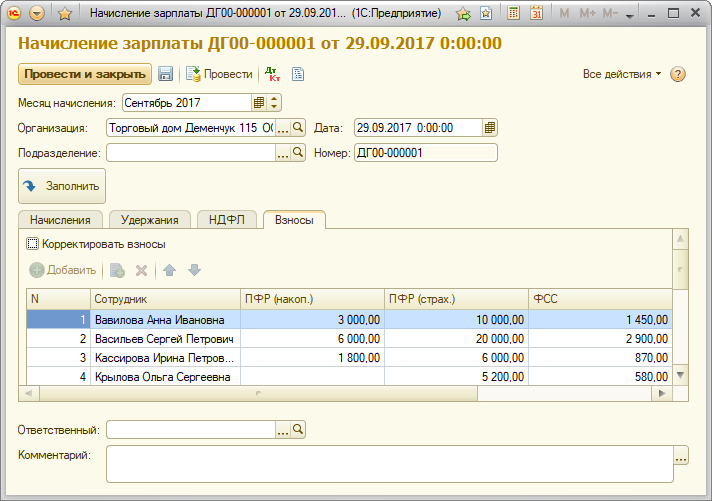 Начисление зарплаты ДГ00-000001 от 29.09.201... (1С:Предприятие)
M M+ M-
Начисление зарплаты ДГ00-000001 от 29.09.2017 0:00:00
Провести и закрыть Провести Дт Кт Все действия
Месяц начисления: Сентябрь 2017
Организация: Торговый дом Деменчук 115 Дата: 29.09.2017 0:00:00
Подразделение: Номер: ДГ00-000001
Заполнить
Начисления Удержания НДФЛ Взносы
Корректировать взносы
Добавить
N Сотрудник ПФР (накоп.) ПФР (страх.) ФСС
1 Вавилова Анна Ивановна 3 000,00 10 000,00 1 450,00
2 Васильев Сергей Петрович 6 000,00 20 000,00 2 900,00
3 Кассирова Ирина Петров... 1 800,00 6 000,00 870,00
4 Крылова Ольга Сергеевна 5 200,00 580,00
Ответственный:
Комментарий: